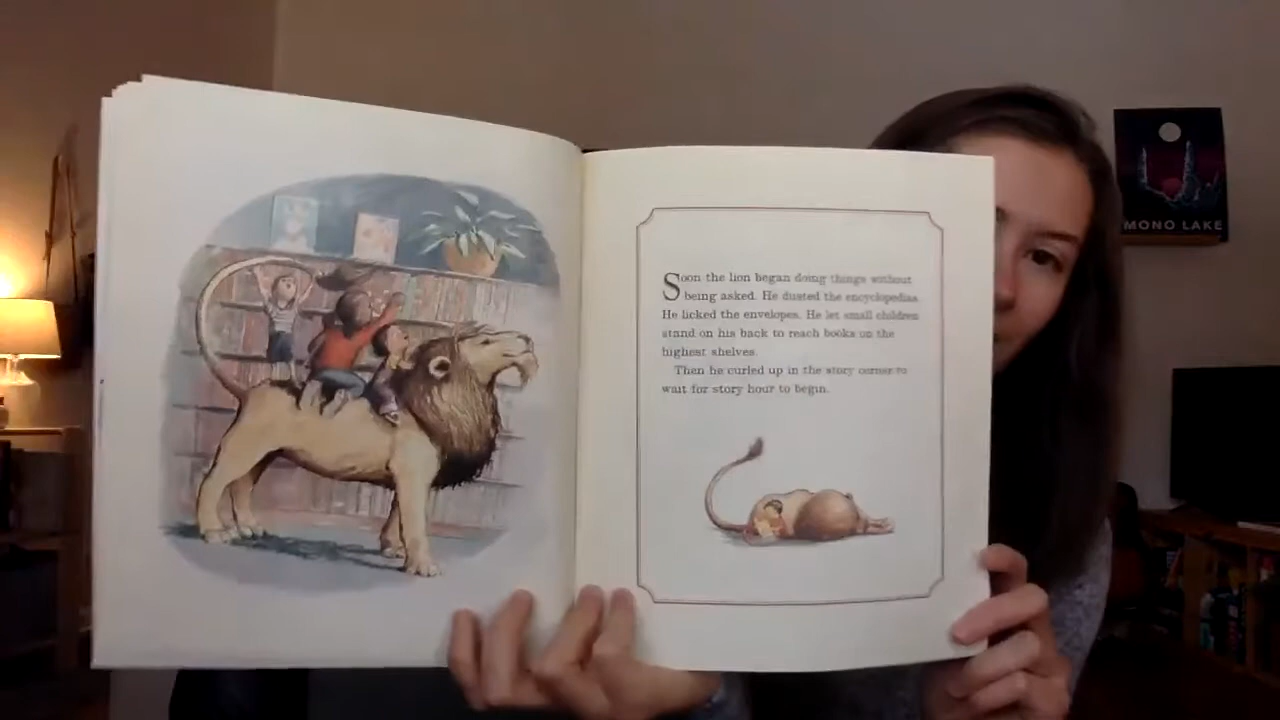 Soon the lion began doing things without
being asked. He dusted the encyclopedias.
He licked the envelopes. He let small children
stand on his back to reach books on the
highest shelves.
Then he curled up in the story corner to
wait for story hour to begin.
MONO LAKE